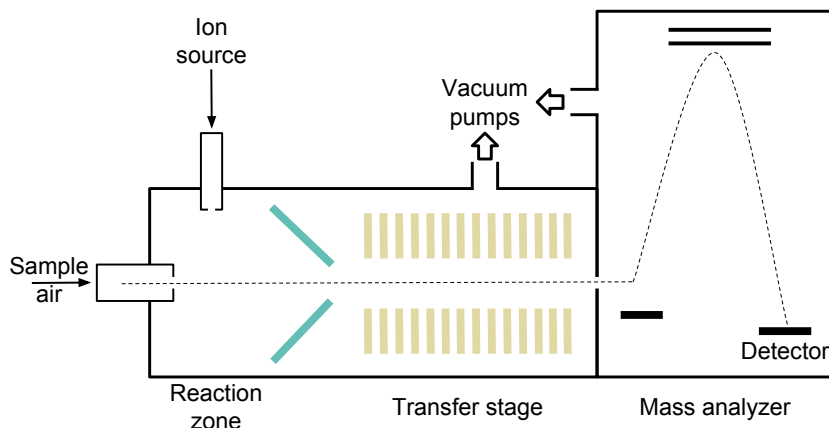 Ion
source
Vacuum
pumps
Sample
air
Detector
Reaction
zone
Transfer stage
Mass analyzer